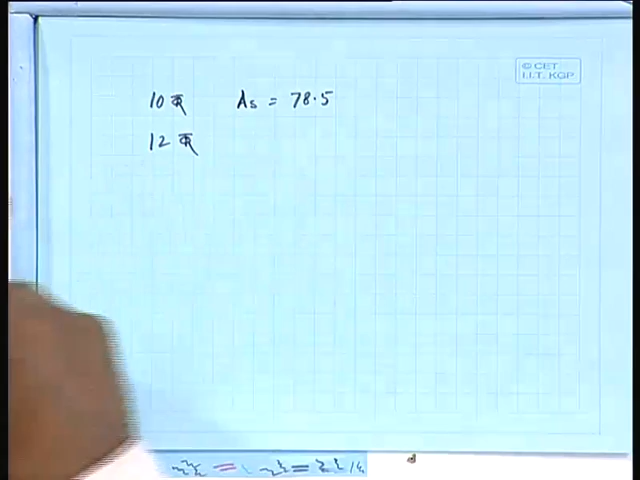 © CET
I.I.T. KGP
10 Φ As = 78.5
12 Φ